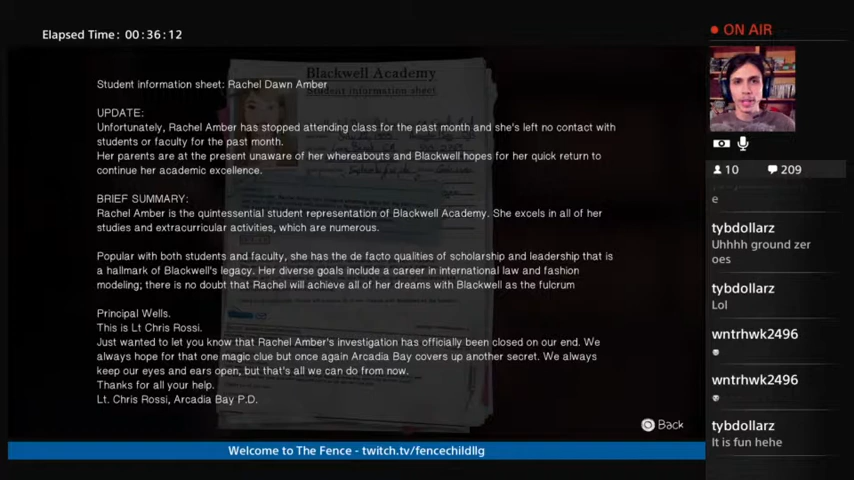 Elapsed Time : 00:36:12
ON AIR
Blackwell Academy
Student information sheet
Student information sheet: Rachel Dawn Amber
UPDATE:
Unfortunately, Rachel Amber has stopped attending class for the past month and she's left no contact with
students or faculty for the past month.
Her parents are at the present unaware of her whereabouts and Blackwell hopes for her quick return to
continue her academic excellence.
BRIEF SUMMARY:
Rachel Amber is the quintessential student representation of Blackwell Academy. She excels in all of her
studies and extracurricular activities, which are numerous.
Popular with both students and faculty, she has the de facto qualities of scholarship and leadership that is
a hallmark of Blackwell's legacy. Her diverse goals include a career in international law and fashion
modeling; there is no doubt that Rachel will achieve all of her dreams with Blackwell as the fulcrum
Principal Wells.
This is Lt Chris Rossi.
Just wanted to let you know that Rachel Amber's investigation has officially been closed on our end. We
always hope for that one magic clue but once again Arcadia Bay covers up another secret. We always
keep our eyes and ears open, but that's all we can do from now.
Thanks for all your help.
Lt. Chris Rossi, Arcadia Bay P.D.
Back
Welcome to The Fence - twitch.tv/fencechildllg
10
209
e
tybdollarz
Uhhhh ground zer
oes
tybdollarz
Lol
wntrhwk2496
wntrhwk2496
tybdollarz
It is fun hehe